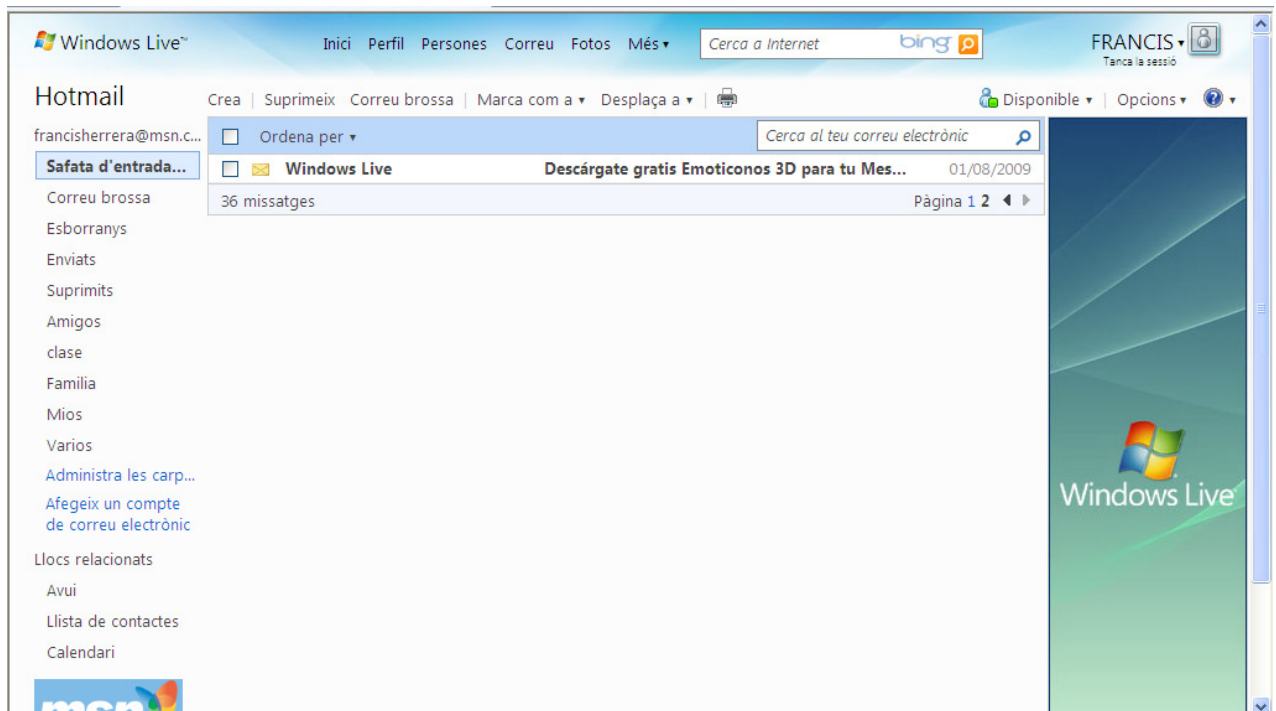 Windows Live™ Inici Perfil Persones Correu Fotos Més Cerca a Internet bing FRANCIS
Tanca la sessió
Hotmail Crea | Suprimeix Correu brossa | Marca com a Desplaça a | Disponible | Opcions
francisherrera@msn.c... Ordena per Cerca al teu correu electrònic
Safata d'entrada... Windows Live Descárgate gratis Emoticonos 3D para tu Mes... 01/08/2009
Correu brossa 36 missatges Pàgina 1 2
Esborranys
Enviats
Suprimits
Amigos
clase
Familia
Mios
Varios
Administra les carp...
Afegeix un compte
de correu electrònic
Windows Live
Llocs relacionats
Avui
Llista de contactes
Calendari
msn